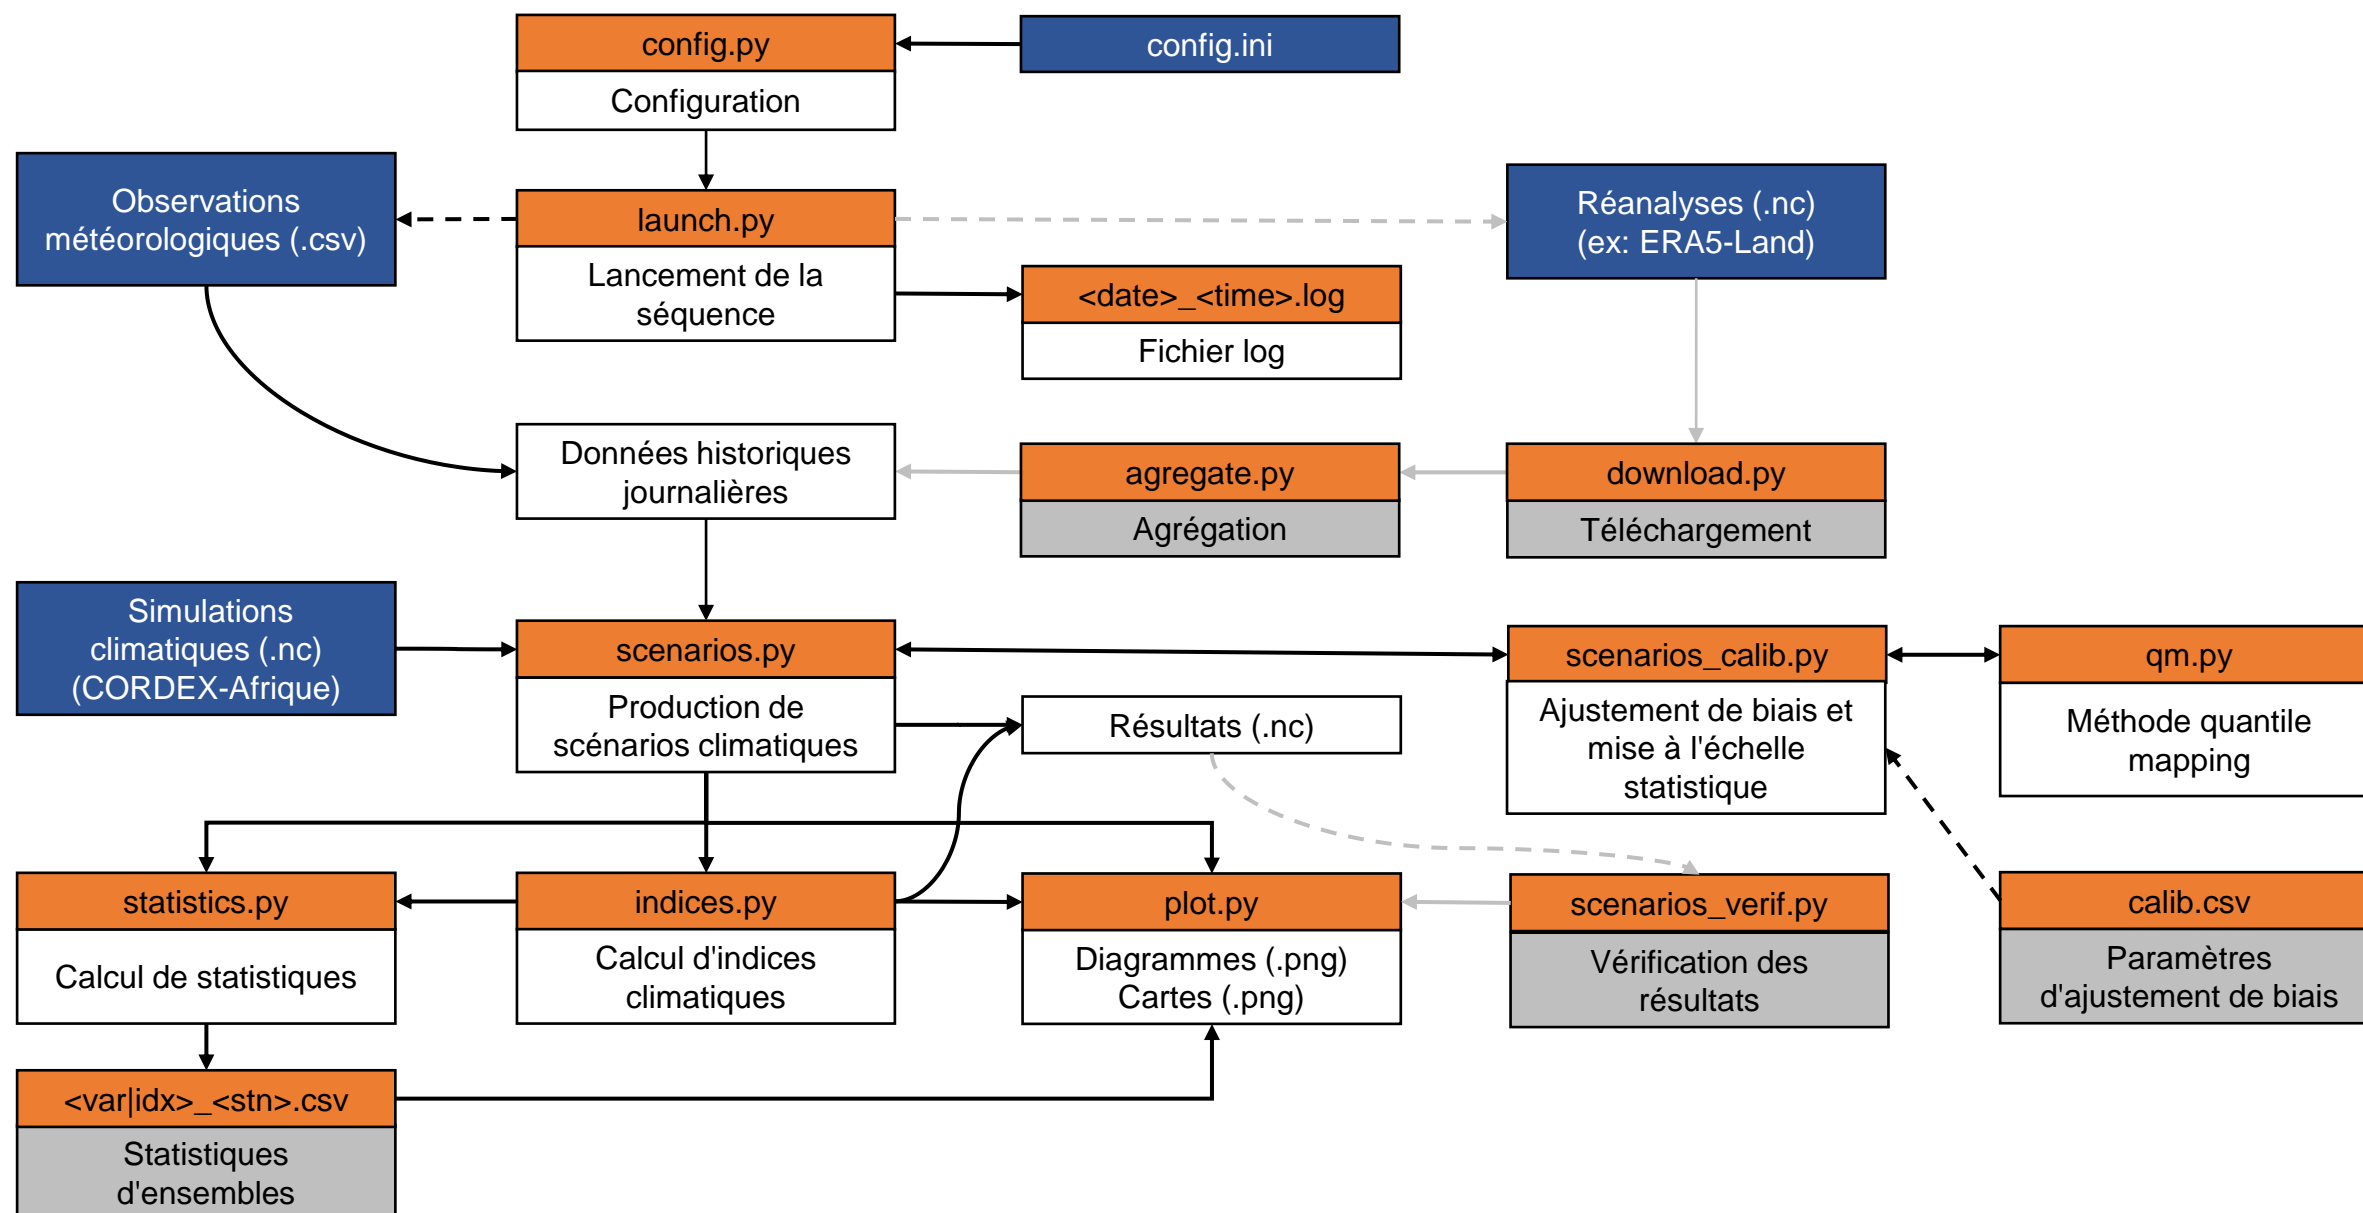 config.py
config.ini
Configuration
Observations
météorologiques (.csv)
launch.py
Lancement de la
séquence
Réanalyses (.nc)
(ex: ERA5-Land)
<date>_<time>.log
Fichier log
Données historiques
journalières
agregate.py
Agrégation
download.py
Téléchargement
Simulations
climatiques (.nc)
(CORDEX-Afrique)
scenarios.py
Production de
scénarios climatiques
Résultats (.nc)
scenarios_calib.py
Ajustement de biais et
mise à l'échelle
statistique
qm.py
Méthode quantile
mapping
statistics.py
Calcul de statistiques
indices.py
Calcul d'indices
climatiques
plot.py
Diagrammes (.png)
Cartes (.png)
scenarios_verif.py
Vérification des
résultats
calib.csv
Paramètres
d'ajustement de biais
<var|idx>_<stn>.csv
Statistiques
d'ensembles